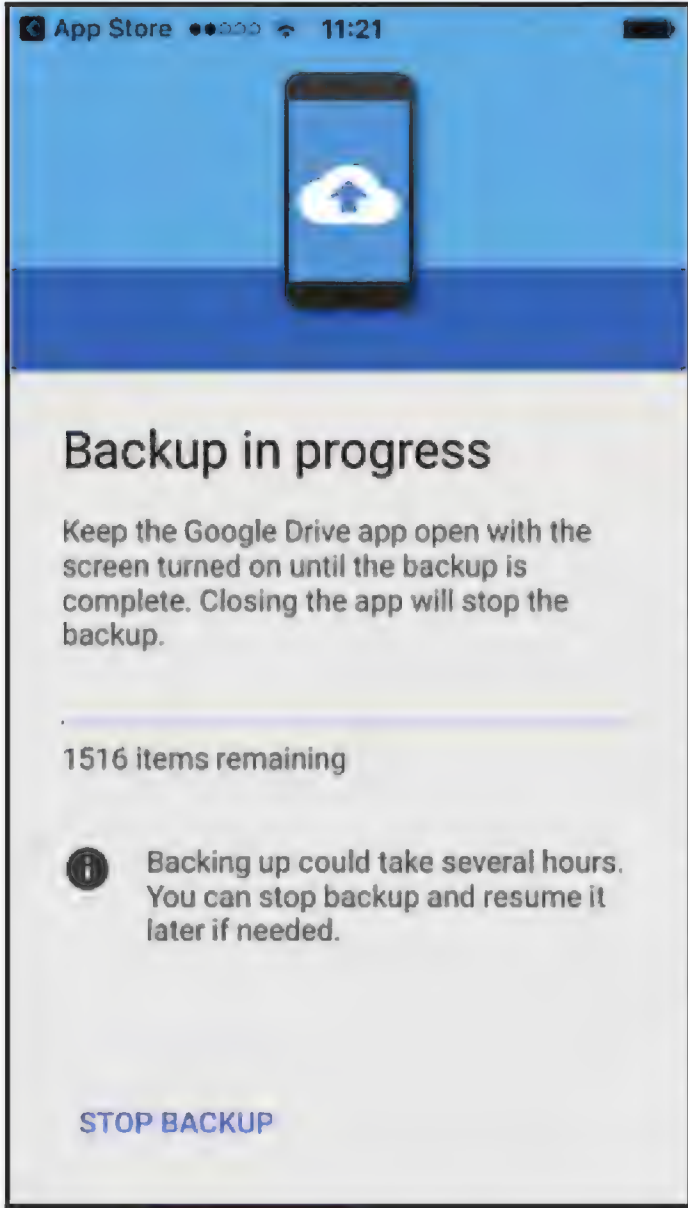 App Store 11:21
Backup in progress
Keep the Google Drive app open with the
screen turned on until the backup is
complete. Closing the app will stop the
backup.
1516 items remaining
Backing up could take several hours.
You can stop backup and resume it
later if needed.
STOP BACKUP